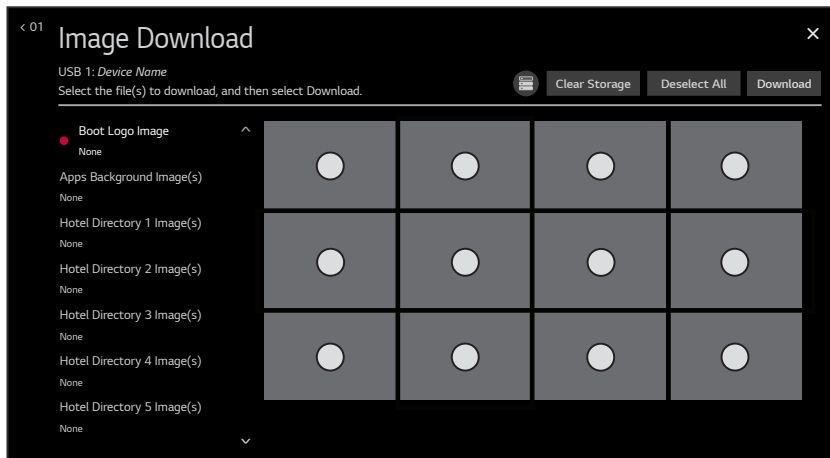 < 01
Image Download
USB 1: Device Name
Select the file(s) to download, and then select Download.
Clear Storage
Deselect All
Download
Boot Logo Image
None
Apps Background Image(s)
None
Hotel Directory 1 Image(s)
None
Hotel Directory 2 Image(s)
None
Hotel Directory 3 Image(s)
None
Hotel Directory 4 Image(s)
None
Hotel Directory 5 Image(s)
None